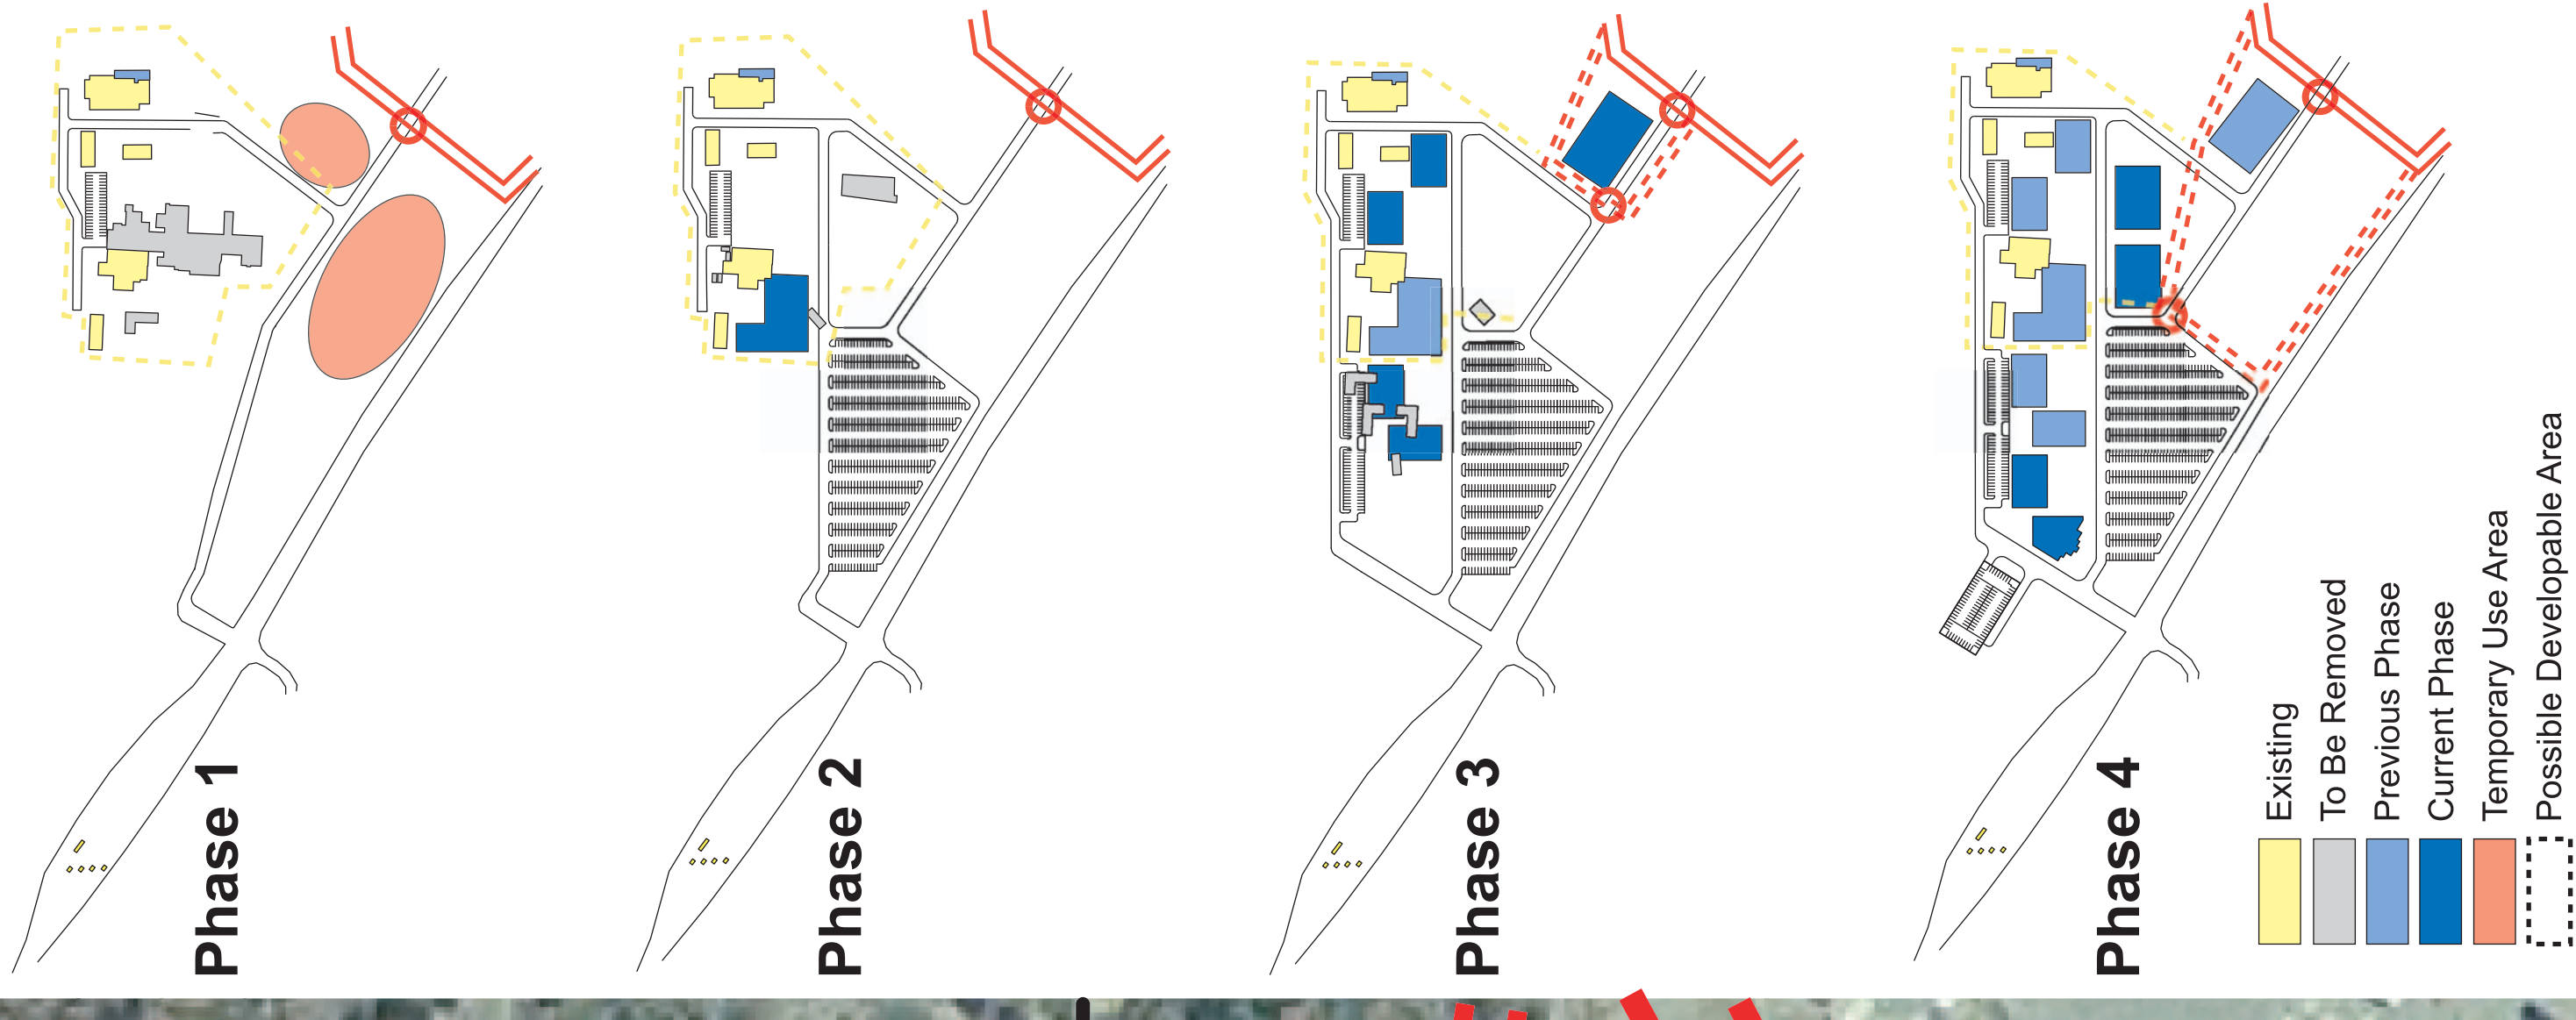 Phase 1
Phase 2
Phase 3
Phase 4
Existing
To Be Removed
Previous Phase
Current Phase
Temporary Use Area
Possible Developable Area